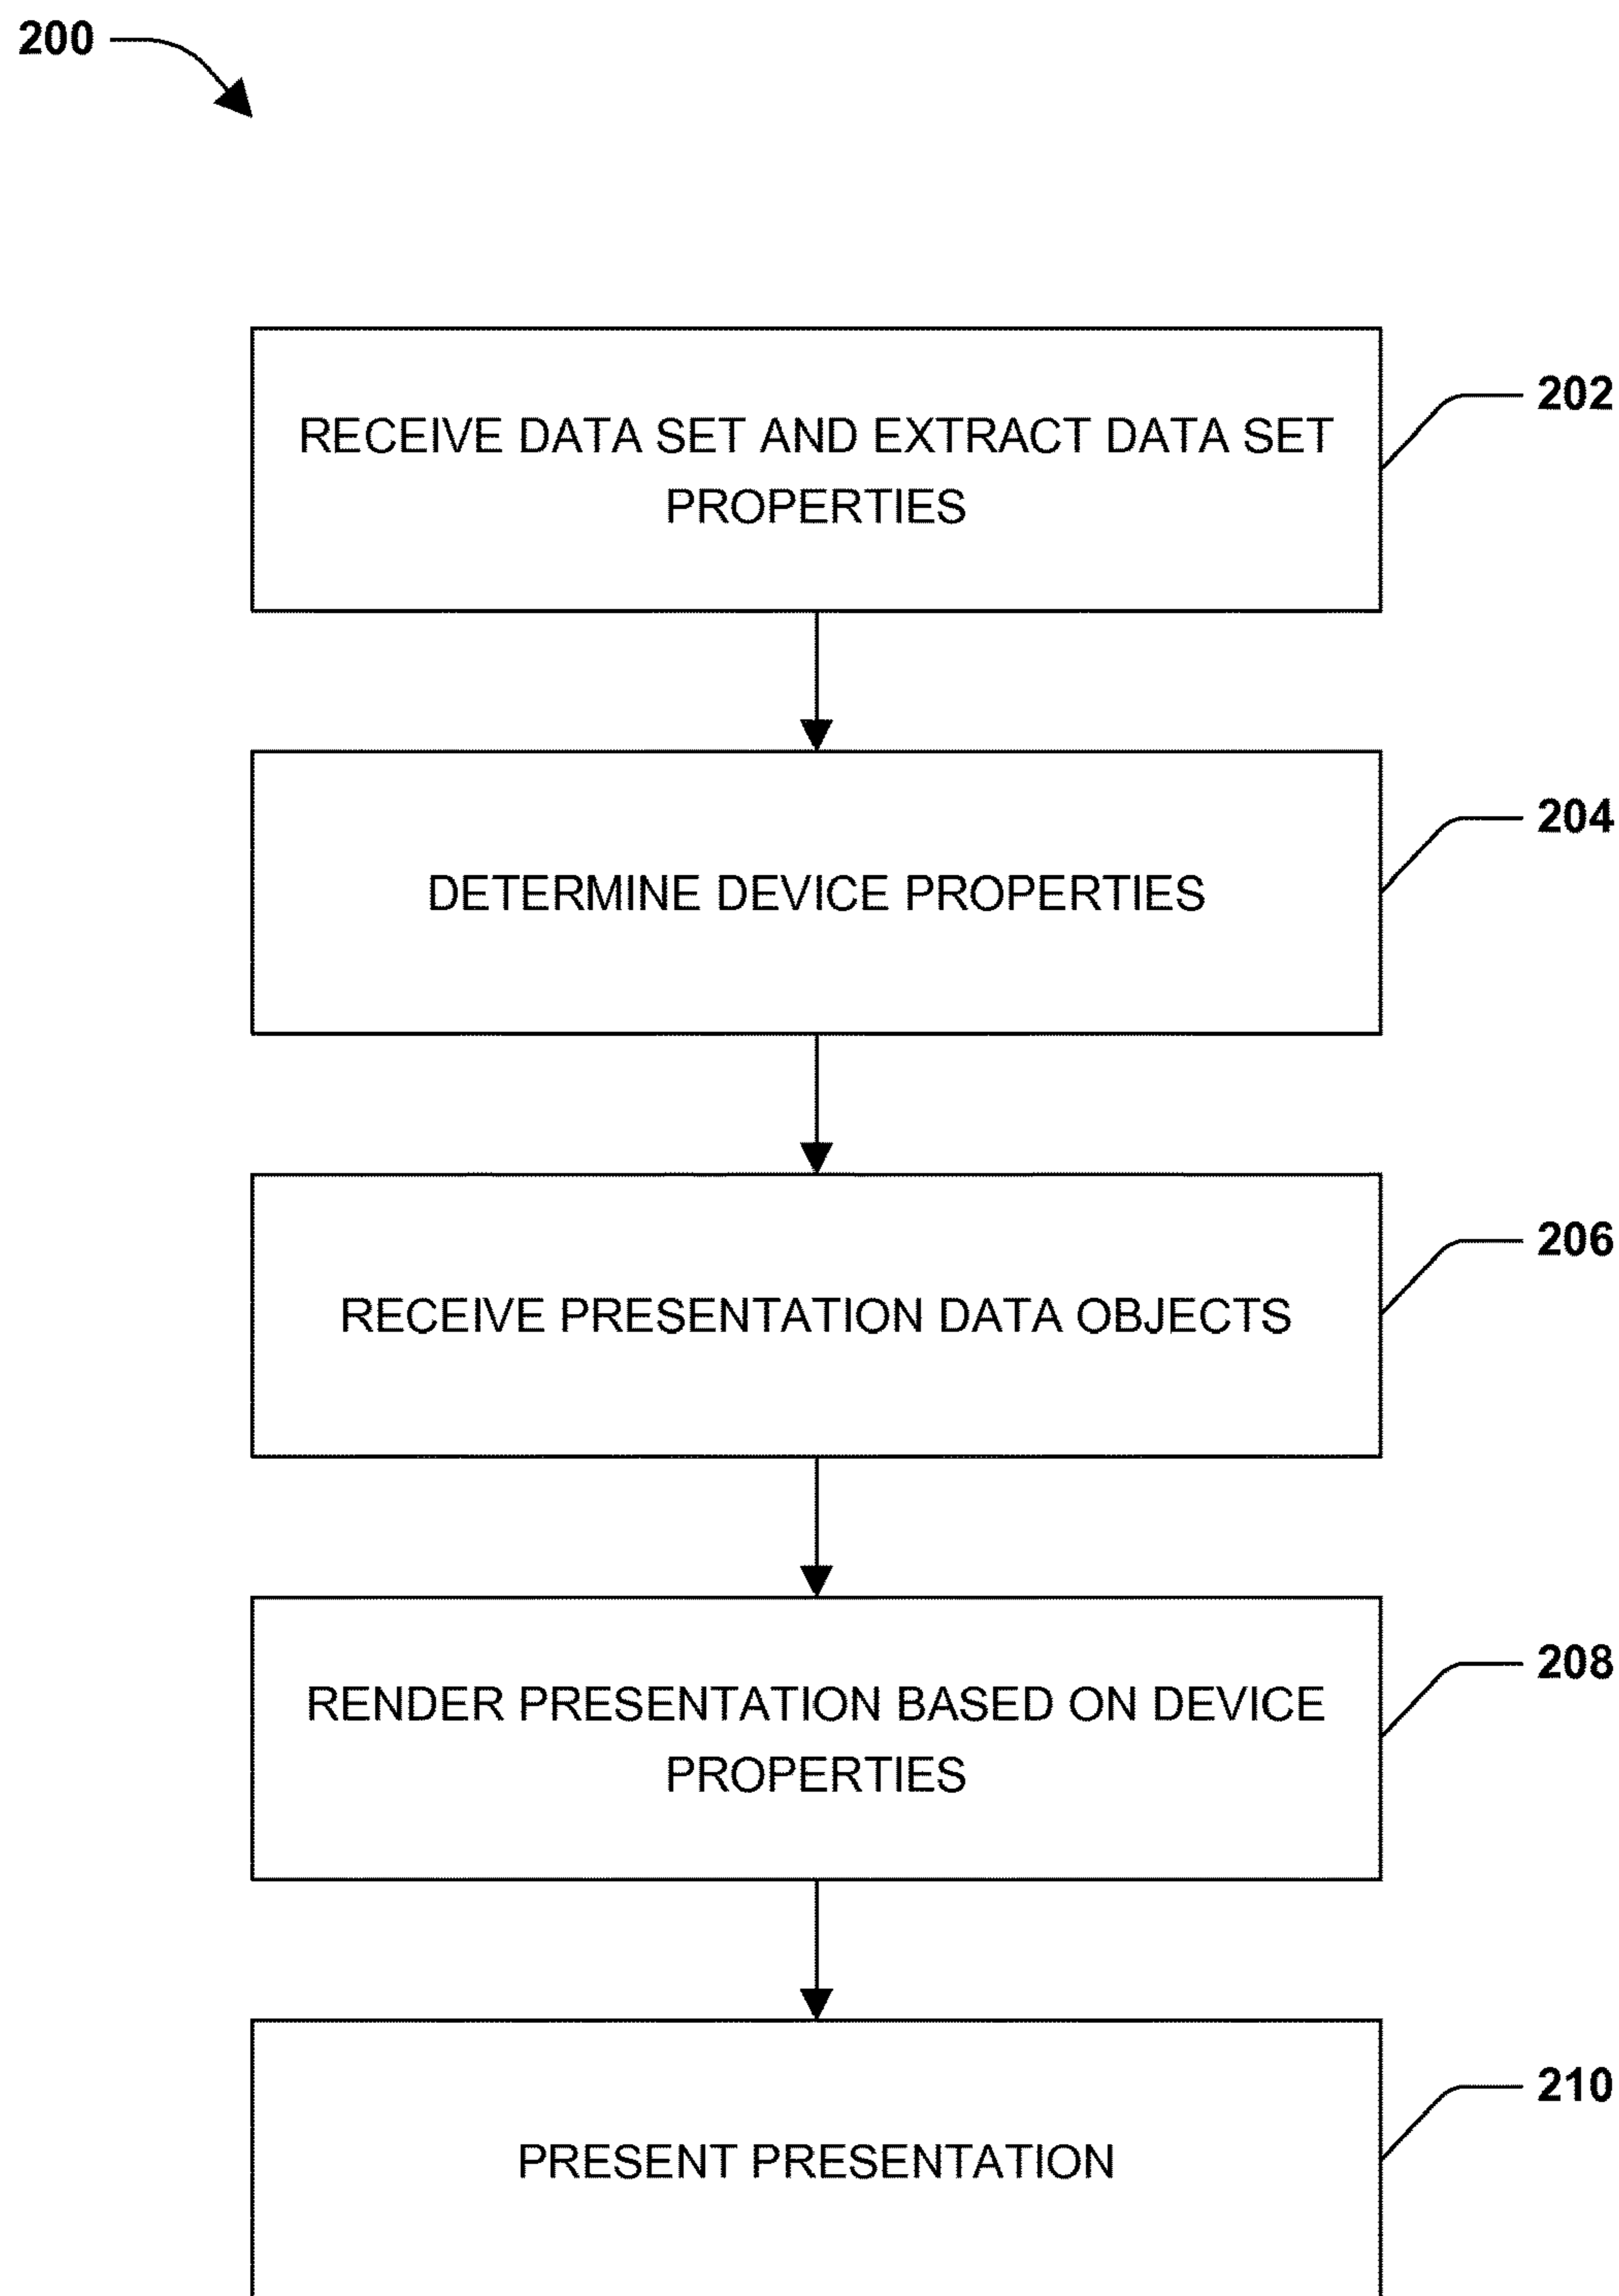 200
RECEIVE DATA SET AND EXTRACT DATA SET
PROPERTIES
202
DETERMINE DEVICE PROPERTIES
204
RECEIVE PRESENTATION DATA OBJECTS
206
RENDER PRESENTATION BASED ON DEVICE
PROPERTIES
208
PRESENT PRESENTATION
210